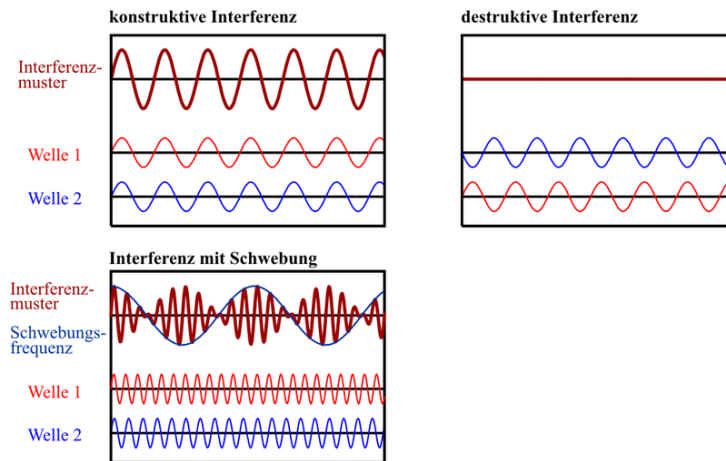 konstruktive Interferenz
destruktive Interferenz
Interferenz-
muster
Welle 1
Welle 2
Interferenz mit Schwebung
Interferenz-
muster
Schwebungs-
frequenz
Welle 1
Welle 2